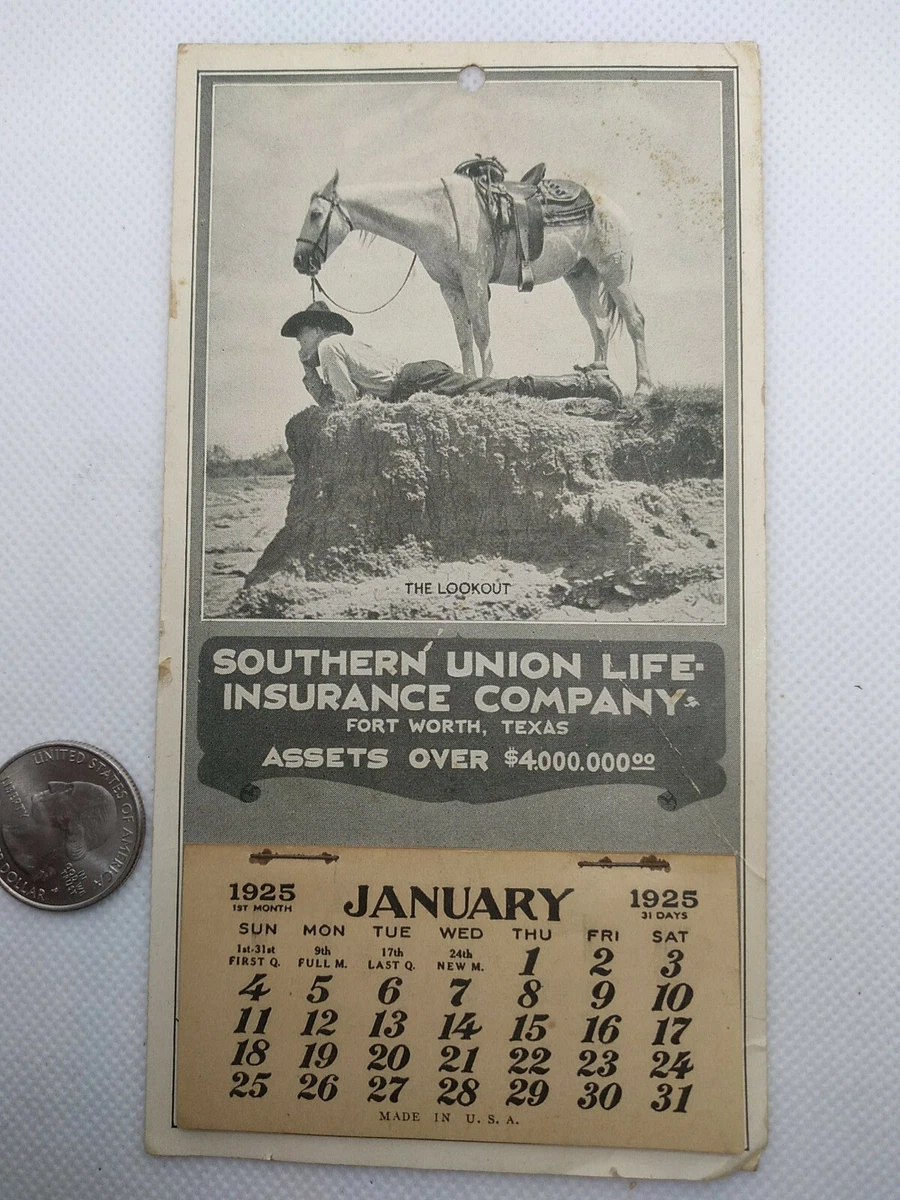 THE LOOKOUT
SOUTHERN UNION LIFE
INSURANCE COMPANY
FORT WORTH, TEXAS
ASSETS OVER $4.000.00000
UNITED STATES OF AMERICA
LIBERTY
IN
GOD WE
TRUST
P
DOLLAR
1925 JANUARY 1925
1ST MONTH 31 DAYS
SUN MON TUE WED THU FRI SAT
1st-31st 9th 17th 24th 1 2 3
FIRST Q. FULL M. LAST Q. NEW M.
4 5 6 7 8 9 10
11 12 13 14 15 16 17
18 19 20 21 22 23 24
25 26 27 28 29 30 31
MADE IN U. S. A.